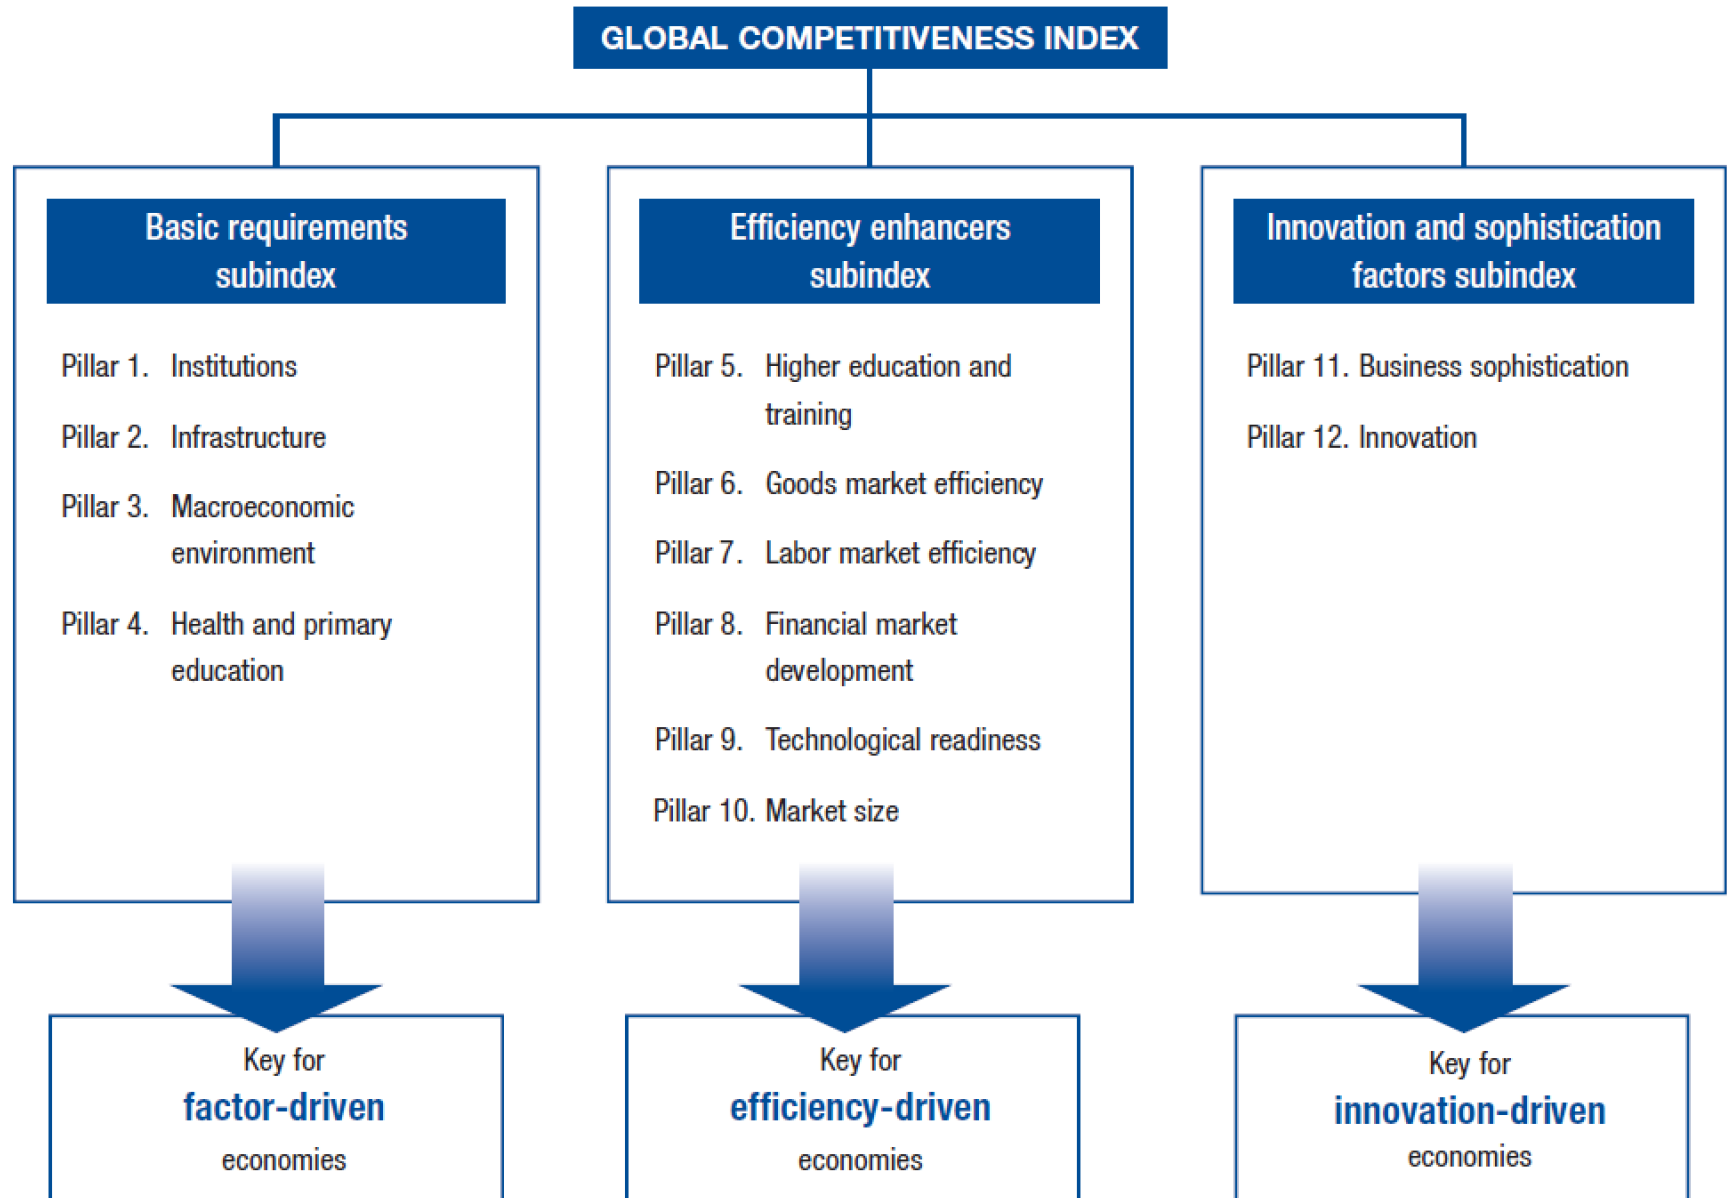 GLOBAL COMPETITIVENESS INDEX
Basic requirements
subindex
Pillar 1. Institutions
Pillar 2. Infrastructure
Pillar 3. Macroeconomic
environment
Pillar 4. Health and primary
education
Key for
factor-driven
economies
Efficiency enhancers
subindex
Pillar 5. Higher education and
training
Pillar 6. Goods market efficiency
Pillar 7. Labor market efficiency
Pillar 8. Financial market
development
Pillar 9. Technological readiness
Pillar 10. Market size
Key for
efficiency-driven
economies
Innovation and sophistication
factors subindex
Pillar 11. Business sophistication
Pillar 12. Innovation
Key for
innovation-driven
economies